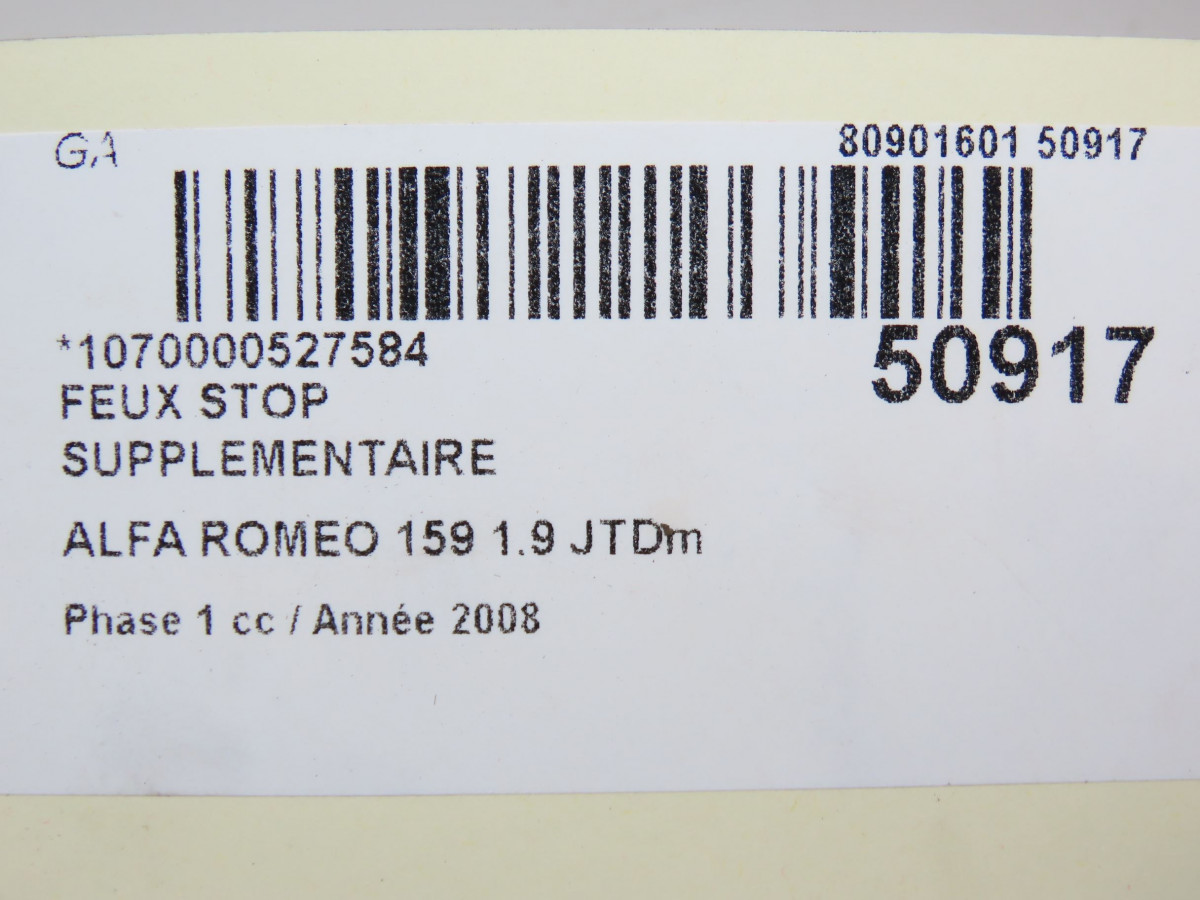 GA
80901601 50917
*1070000527584
50917
FEUX STOP
SUPPLEMENTAIRE
ALFA ROMEO 159 1.9 JTDm
Phase 1 cc / Année 2008